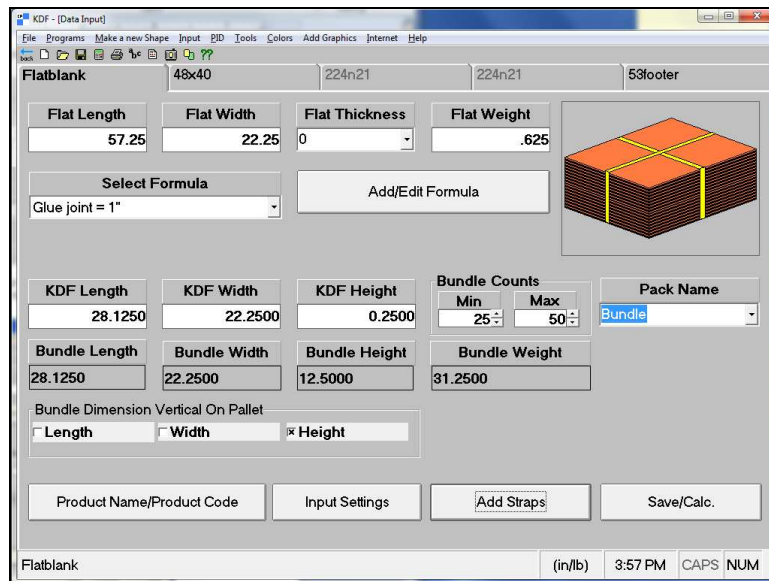 KDF - [Data Input]
File Programs Make a new Shape Input PID Tools Colors Add Graphics Internet Help
back abc ??
Flatblank 48x40 224n21 224n21 53footer
Flat Length Flat Width Flat Thickness Flat Weight
57.25 22.25 0 .625
Select Formula
Add/Edit Formula
Glue joint = 1"
KDF Length KDF Width KDF Height Bundle Counts Pack Name
Min Max
28.1250 22.2500 0.2500 25 50 Bundle
Bundle Length Bundle Width Bundle Height Bundle Weight
28.1250 22.2500 12.5000 31.2500
Bundle Dimension Vertical On Pallet
Length Width Height
Product Name/Product Code Input Settings Add Straps Save/Calc.
Flatblank (in/lb) 3:57 PM CAPS NUM